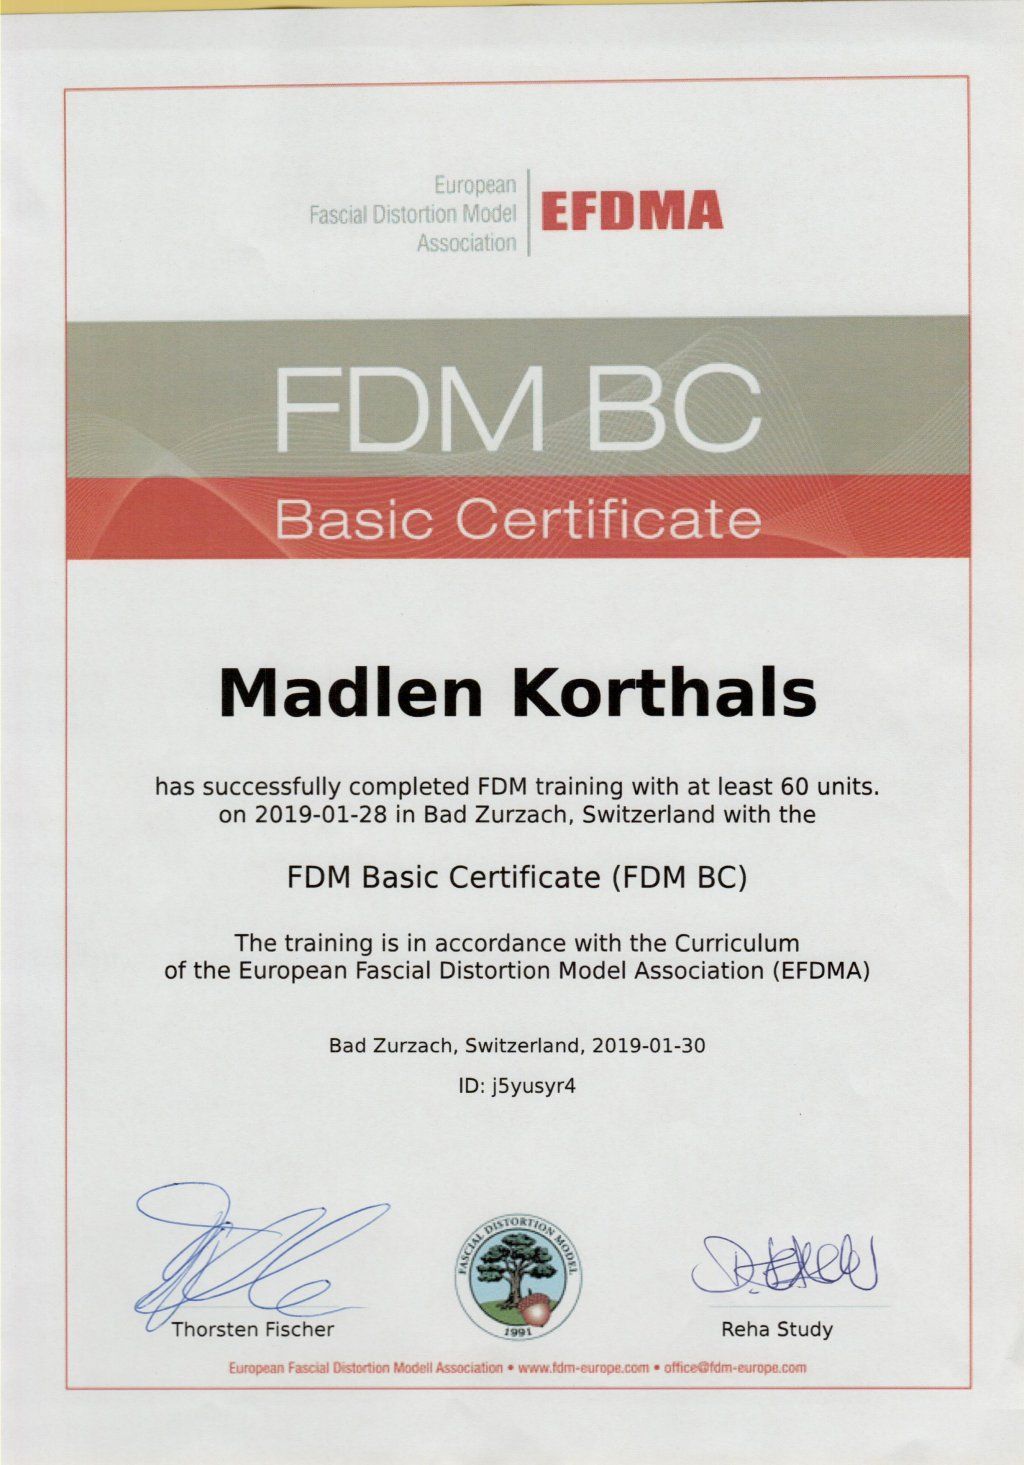 European
Fascial Distortion Model
Association
EFDMA
FDM BC
Basic Certificate
Madlen Korthals
has successfully completed FDM training with at least 60 units.
on 2019-01-28 in Bad Zurzach, Switzerland with the
FDM Basic Certificate (FDM BC)
The training is in accordance with the Curriculum
of the European Fascial Distortion Model Association (EFDMA)
Bad Zurzach, Switzerland, 2019-01-30
ID: j5yusyr4
FASCIAL DISTORTION MODEL
1991
Thorsten Fischer
Reha Study
European Fascial Distortion Modell Association • www.fdm-europe.com • office@fdm-europe.com